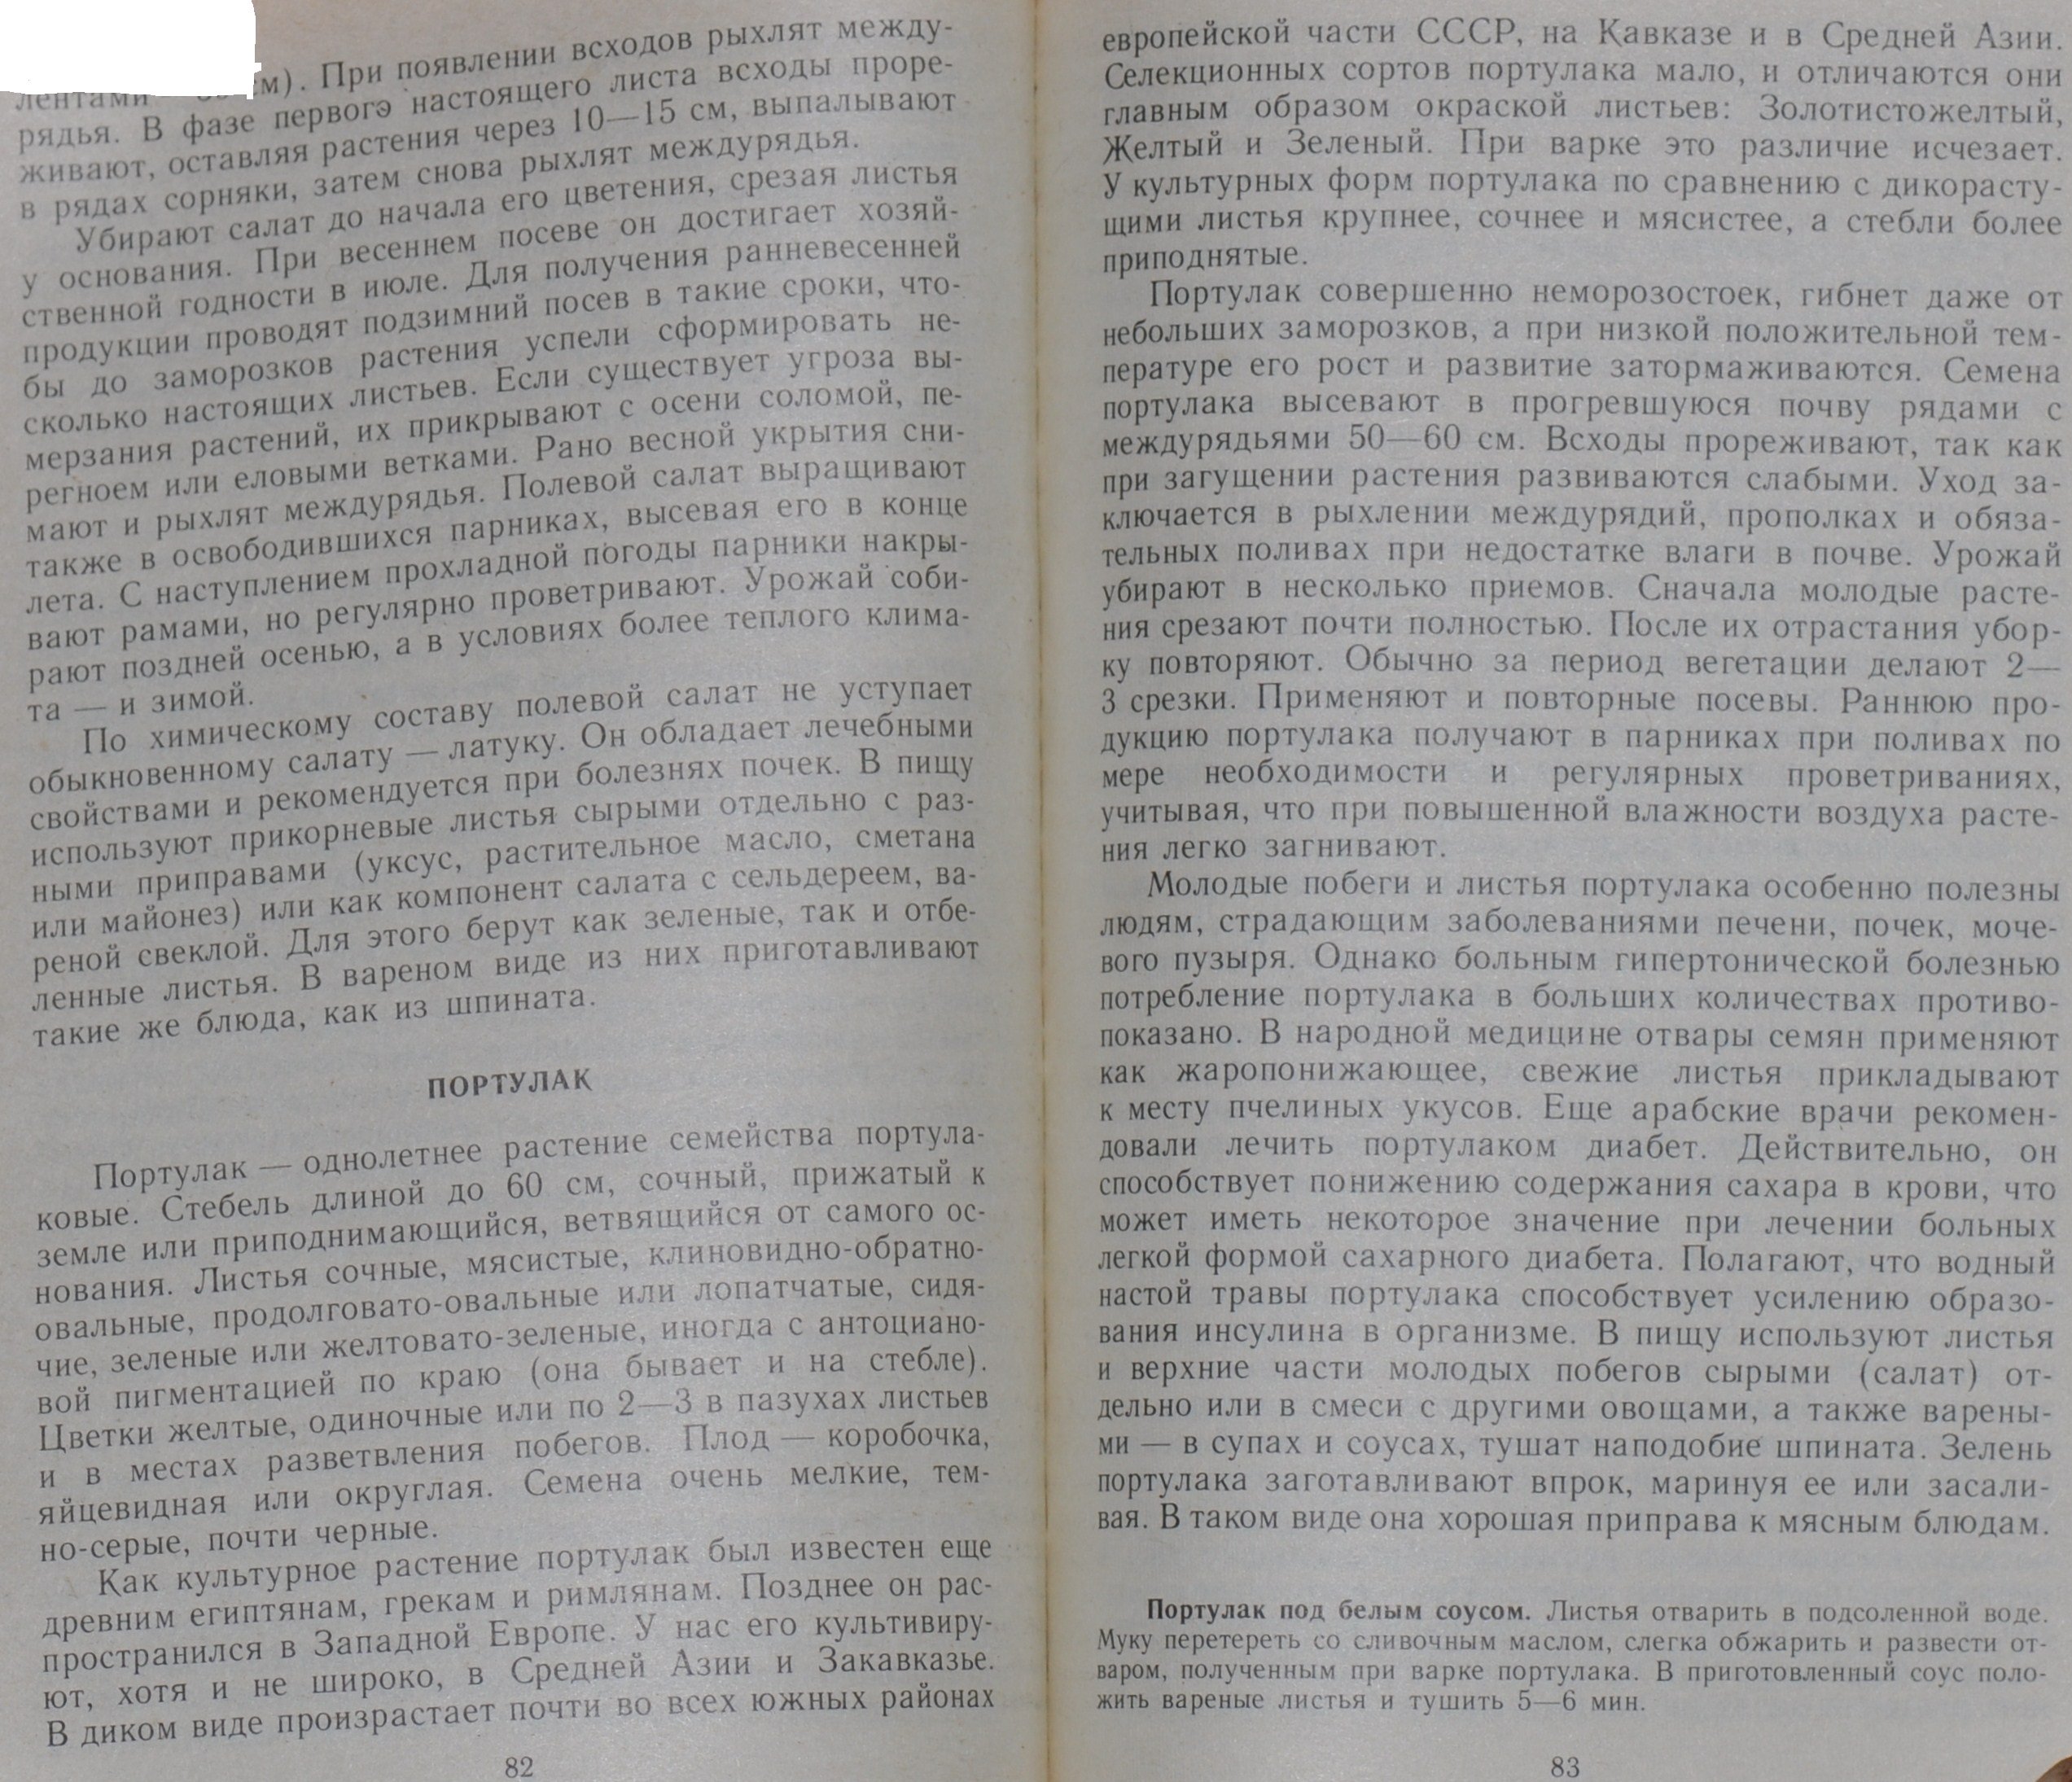 лентами см). При появлении всходов рыхлят между-
рядья. В фазе первого настоящего листа всходы проре-
живают, оставляя растения через 10—15 см, выпалывают
в рядах сорняки, затем снова рыхлят междурядья.
Убирают салат до начала его цветения, срезая листья
у основания. При весеннем посеве он достигает хозяй-
ственной годности в июле. Для получения ранневесенней
продукции проводят подзимний посев в такие сроки, что-
бы до заморозков растения успели сформировать не-
сколько настоящих листьев. Если существует угроза вы-
мерзания растений, их прикрывают с осени соломой, пе-
регноем или еловыми ветками. Рано весной укрытия сни-
мают и рыхлят междурядья. Полевой салат выращивают
также в освободившихся парниках, высевая его в конце
лета. С наступлением прохладной погоды парники накры-
вают рамами, но регулярно проветривают. Урожай соби-
рают поздней осенью, а в условиях более теплого клима-
та — и зимой.
По химическому составу полевой салат не уступает
обыкновенному салату — латуку. Он обладает лечебными
свойствами и рекомендуется при болезнях почек. В пищу
используют прикорневые листья сырыми отдельно с раз-
ными приправами (уксус, растительное масло, сметана
или майонез) или как компонент салата с сельдереем, ва-
реной свеклой. Для этого берут как зеленые, так и отбе-
ленные листья. В вареном виде из них приготавливают
такие же блюда, как из шпината.
ПОРТУЛАК
Портулак — однолетнее растение семейства портула-
ковые. Стебель длиной до 60 см, сочный, прижатый к
земле или приподнимающийся, ветвящийся от самого ос-
нования. Листья сочные, мясистые, клиновидно-обратно-
овальные, продолговато-овальные или лопатчатые, сидя-
чие, зеленые или желтовато-зеленые, иногда с антоциано-
вой пигментацией по краю (она бывает и на стебле).
Цветки желтые, одиночные или по 2—3 в пазухах листьев
и в местах разветвления побегов. Плод — коробочка,
яйцевидная или округлая. Семена очень мелкие, тем-
но-серые, почти черные.
Как культурное растение портулак был известен еще
древним египтянам, грекам и римлянам. Позднее он рас-
пространился в Западной Европе. У нас его культивиру-
ют, хотя и не широко, в Средней Азии и Закавказье.
В диком виде произрастает почти во всех южных районах
82
европейской части СССР, на Кавказе и в Средней Азии.
Селекционных сортов портулака мало, и отличаются они
главным образом окраской листьев: Золотистожелтый,
Желтый и Зеленый. При варке это различие исчезает.
У культурных форм портулака по сравнению с дикорасту-
щими листья крупнее, сочнее и мясистее, а стебли более
приподнятые.
Портулак совершенно неморозостоек, гибнет даже от
небольших заморозков, а при низкой положительной тем-
пературе его рост и развитие затормаживаются. Семена
портулака высевают в прогревшуюся почву рядами с
междурядьями 50—60 см. Всходы прореживают, так как
при загущении растения развиваются слабыми. Уход за-
ключается в рыхлении междурядий, прополках и обяза-
тельных поливах при недостатке влаги в почве. Урожай
убирают в несколько приемов. Сначала молодые расте-
ния срезают почти полностью. После их отрастания убор-
ку повторяют. Обычно за период вегетации делают 2—
3 срезки. Применяют и повторные посевы. Раннюю про-
дукцию портулака получают в парниках при поливах по
мере необходимости и регулярных проветриваниях,
учитывая, что при повышенной влажности воздуха расте-
ния легко загнивают.
Молодые побеги и листья портулака особенно полезны
людям, страдающим заболеваниями печени, почек, моче-
вого пузыря. Однако больным гипертонической болезнью
потребление портулака в больших количествах противо-
показано. В народной медицине отвары семян применяют
как жаропонижающее, свежие листья прикладывают
к месту пчелиных укусов. Еще арабские врачи рекомен-
довали лечить портулаком диабет. Действительно, он
способствует понижению содержания сахара в крови, что
может иметь некоторое значение при лечении больных
легкой формой сахарного диабета. Полагают, что водный
настой травы портулака способствует усилению образо-
вания инсулина в организме. В пищу используют листья
и верхние части молодых побегов сырыми (салат) от-
дельно или в смеси с другими овощами, а также варены-
ми — в супах и соусах, тушат наподобие шпината. Зелень
портулака заготавливают впрок, маринуя ее или засали-
вая. В таком виде она хорошая приправа к мясным блюдам.
Портулак под белым соусом. Листья отварить в подсоленной воде.
Муку перетереть со сливочным маслом, слегка обжарить и развести от-
варом, полученным при варке портулака. В приготовленный соус поло-
жить вареные листья и тушить 5—6 мин.
83